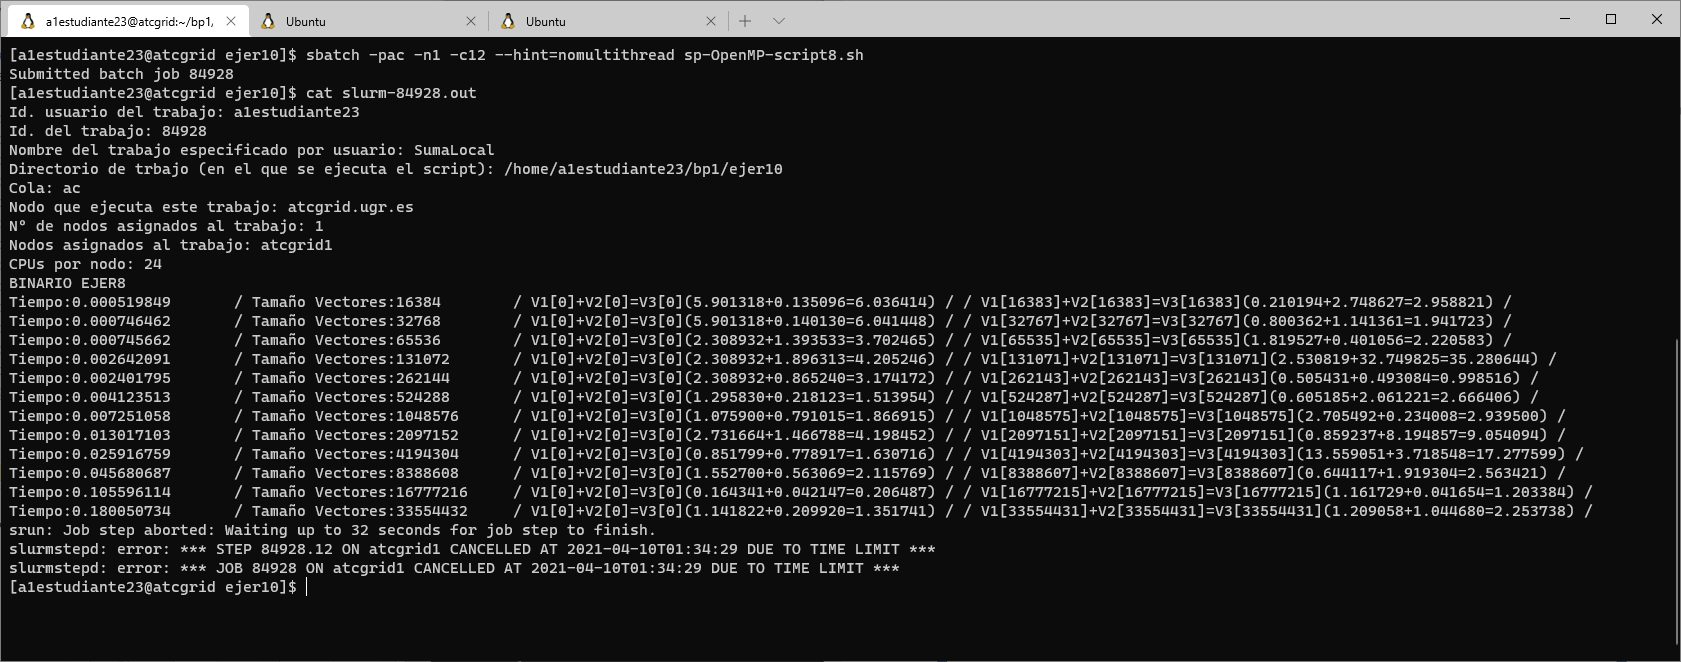 a1estudiante23@atcgrid:~/bp1,
Ubuntu
Ubuntu
[a1estudiante23@atcgrid ejer10]$ sbatch -pac -n1 -c12 --hint=nomultithread sp-OpenMP-script8.sh
Submitted batch job 84928
[a1estudiante23@atcgrid ejer10]$ cat slurm-84928.out
Id. usuario del trabajo: a1estudiante23
Id. del trabajo: 84928
Nombre del trabajo especificado por usuario: SumaLocal
Directorio de trbajo (en el que se ejecuta el script): /home/a1estudiante23/bp1/ejer10
Cola: ac
Nodo que ejecuta este trabajo: atcgrid.ugr.es
Nº de nodos asignados al trabajo: 1
Nodos asignados al trabajo: atcgrid1
CPUs por nodo: 24
BINARIO EJER8
Tiempo:0.000519849       / Tamaño Vectores:16384        / V1[0]+V2[0]=V3[0](5.901318+0.135096=6.036414) / / V1[16383]+V2[16383]=V3[16383](0.210194+2.748627=2.958821) /
Tiempo:0.000746462       / Tamaño Vectores:32768        / V1[0]+V2[0]=V3[0](5.901318+0.140130=6.041448) / / V1[32767]+V2[32767]=V3[32767](0.800362+1.141361=1.941723) /
Tiempo:0.000745662       / Tamaño Vectores:65536        / V1[0]+V2[0]=V3[0](2.308932+1.393533=3.702465) / / V1[65535]+V2[65535]=V3[65535](1.819527+0.401056=2.220583) /
Tiempo:0.002642091       / Tamaño Vectores:131072       / V1[0]+V2[0]=V3[0](2.308932+1.896313=4.205246) / / V1[131071]+V2[131071]=V3[131071](2.530819+32.749825=35.280644) /
Tiempo:0.002401795       / Tamaño Vectores:262144       / V1[0]+V2[0]=V3[0](2.308932+0.865240=3.174172) / / V1[262143]+V2[262143]=V3[262143](0.505431+0.493084=0.998516) /
Tiempo:0.004123513       / Tamaño Vectores:524288       / V1[0]+V2[0]=V3[0](1.295830+0.218123=1.513954) / / V1[524287]+V2[524287]=V3[524287](0.605185+2.061221=2.666406) /
Tiempo:0.007251058       / Tamaño Vectores:1048576      / V1[0]+V2[0]=V3[0](1.075900+0.791015=1.866915) / / V1[1048575]+V2[1048575]=V3[1048575](2.705492+0.234008=2.939500) /
Tiempo:0.013017103       / Tamaño Vectores:2097152      / V1[0]+V2[0]=V3[0](2.731664+1.466788=4.198452) / / V1[2097151]+V2[2097151]=V3[2097151](0.859237+8.194857=9.054094) /
Tiempo:0.025916759       / Tamaño Vectores:4194304      / V1[0]+V2[0]=V3[0](0.851799+0.778917=1.630716) / / V1[4194303]+V2[4194303]=V3[4194303](13.559051+3.718548=17.277599) /
Tiempo:0.045680687       / Tamaño Vectores:8388608      / V1[0]+V2[0]=V3[0](1.552700+0.563069=2.115769) / / V1[8388607]+V2[8388607]=V3[8388607](0.644117+1.919304=2.563421) /
Tiempo:0.105596114       / Tamaño Vectores:16777216     / V1[0]+V2[0]=V3[0](0.164341+0.042147=0.206487) / / V1[16777215]+V2[16777215]=V3[16777215](1.161729+0.041654=1.203384) /
Tiempo:0.180050734       / Tamaño Vectores:33554432     / V1[0]+V2[0]=V3[0](1.141822+0.209920=1.351741) / / V1[33554431]+V2[33554431]=V3[33554431](1.209058+1.044680=2.253738) /
srun: Job step aborted: Waiting up to 32 seconds for job step to finish.
slurmstepd: error: *** STEP 84928.12 ON atcgrid1 CANCELLED AT 2021-04-10T01:34:29 DUE TO TIME LIMIT ***
slurmstepd: error: *** JOB 84928 ON atcgrid1 CANCELLED AT 2021-04-10T01:34:29 DUE TO TIME LIMIT ***
[a1estudiante23@atcgrid ejer10]$